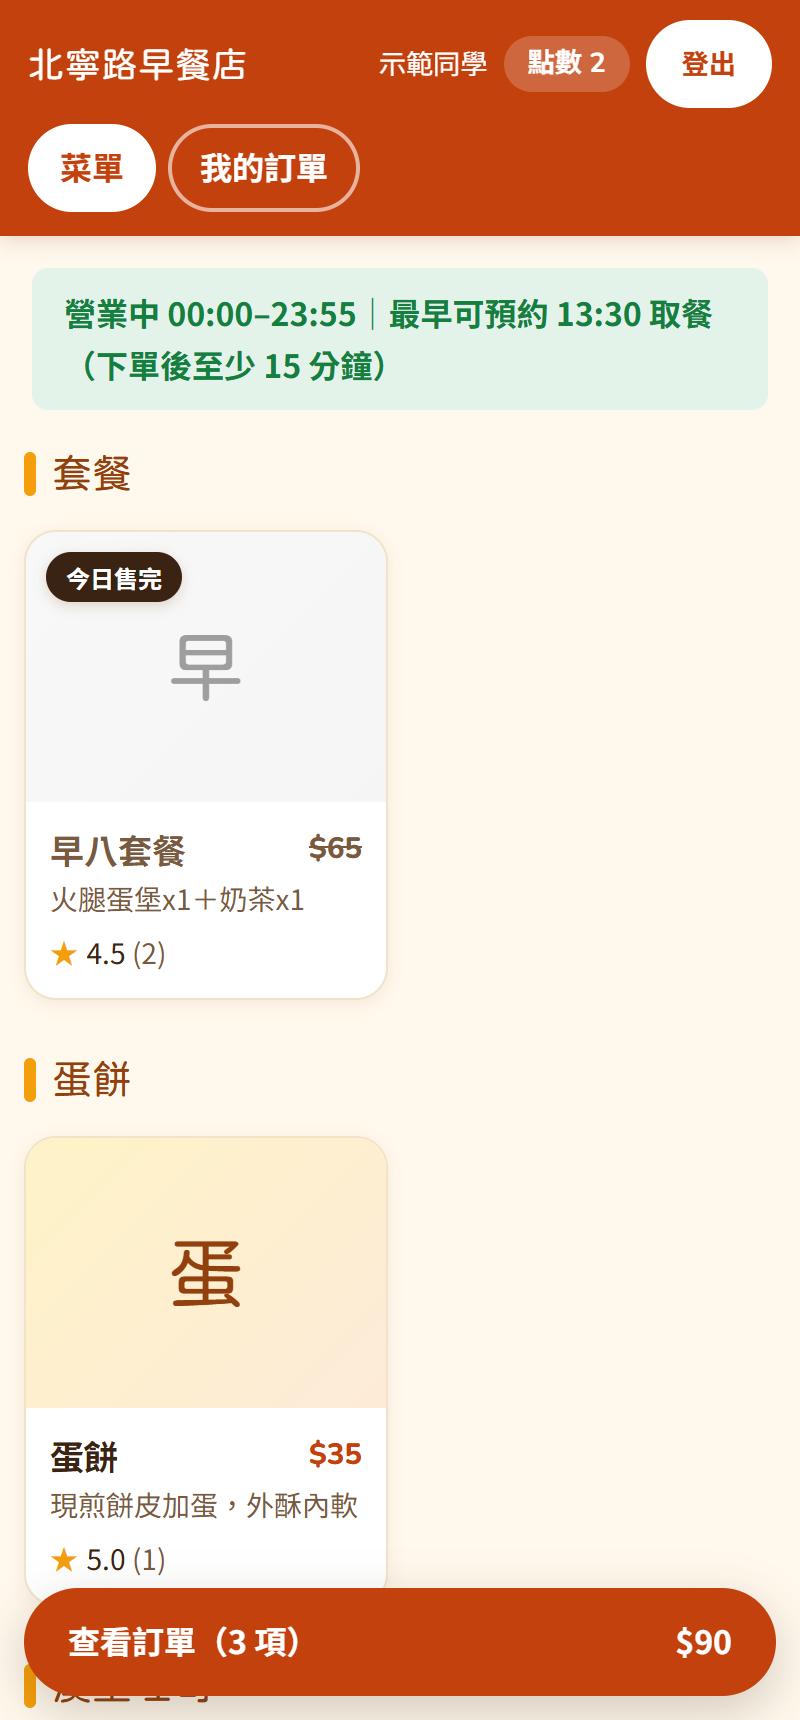 北寧路早餐店
示範同學
點數 2
登出
菜單
我的訂單
營業中 00:00–23:55｜最早可預約 13:30 取餐
（下單後至少 15 分鐘）
套餐
今日售完
早
早八套餐
$65
火腿蛋堡x1＋奶茶x1
★ 4.5 (2)
蛋餅
蛋
蛋餅
$35
現煎餅皮加蛋，外酥內軟
★ 5.0 (1)
查看訂單（3 項）
$90